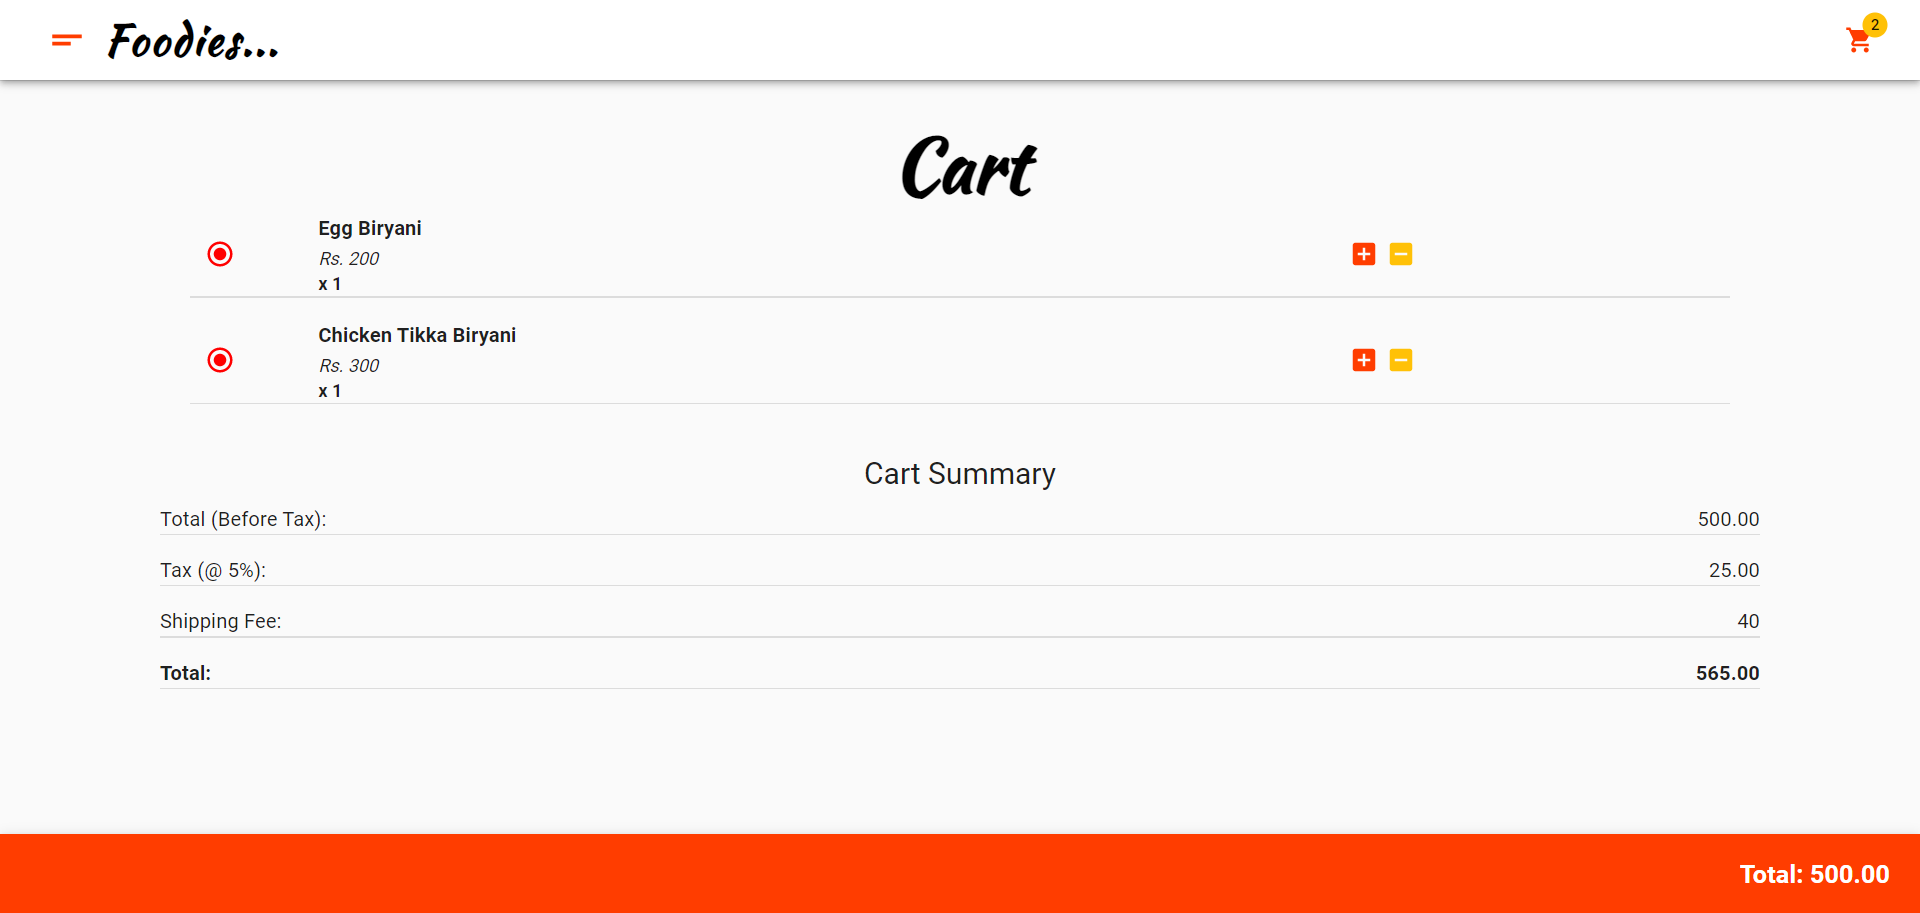 Foodies...
2
Cart
Egg Biryani
Rs. 200
x 1
Chicken Tikka Biryani
Rs. 300
x 1
Cart Summary
Total (Before Tax): 500.00
Tax (@ 5%): 25.00
Shipping Fee: 40
Total: 565.00
Total: 500.00